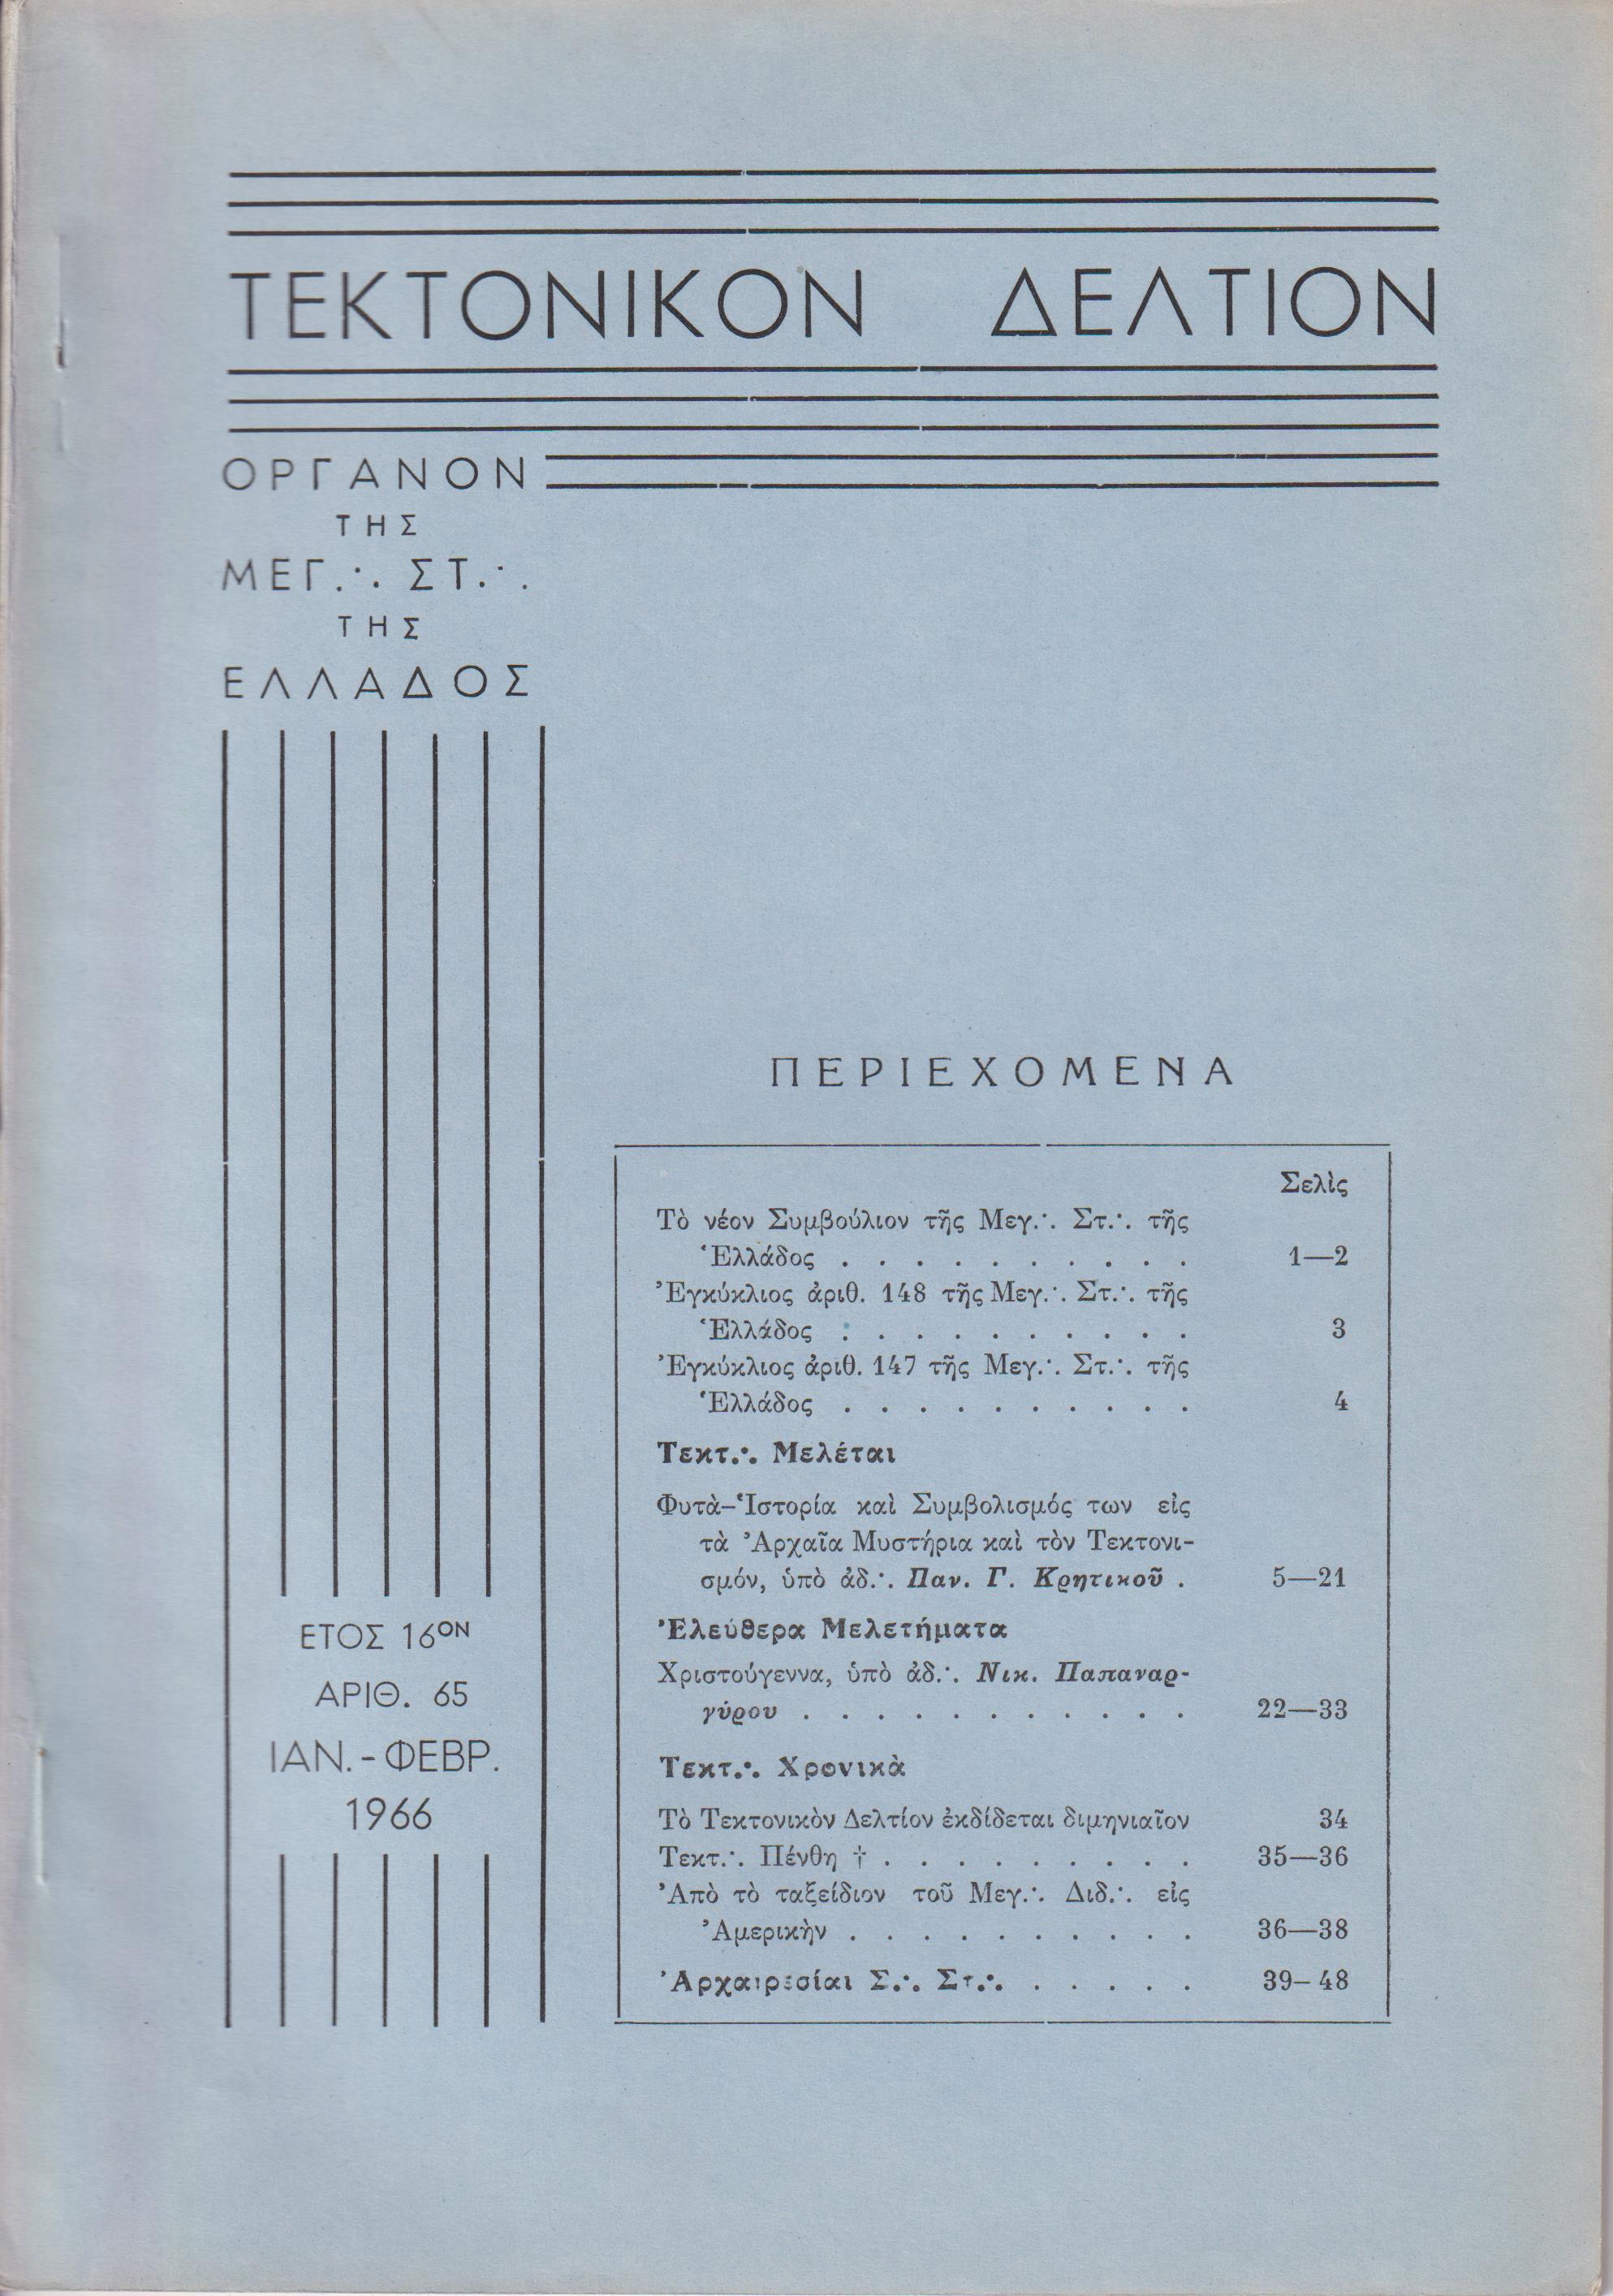 ΤΕΚΤΟΝΙΚΟΝ ΔΕΛΤΙΟΝ
ΟΡΓΑΝΟΝ
ΤΗΣ
ΜΕΓ.·. ΣΤ.·.
ΤΗΣ
ΕΛΛΑΔΟΣ
ΠΕΡΙΕΧΟΜΕΝΑ
Σελὶς
Τὸ νέον Συμβούλιον τῆς Μεγ.·. Στ.·. τῆς
Ἑλλάδος . . . . . . . . . . 1—2
Ἐγκύκλιος ἀριθ. 148 τῆς Μεγ.·. Στ.·. τῆς
Ἑλλάδος . . . . . . . . . . 3
Ἐγκύκλιος ἀριθ. 147 τῆς Μεγ.·. Στ.·. τῆς
Ἑλλάδος . . . . . . . . . . 4
Τεκτ.·. Μελέται
Φυτὰ–Ἱστορία καὶ Συμβολισμός των εἰς
τὰ Ἀρχαῖα Μυστήρια καὶ τὸν Τεκτονι-
σμόν, ὑπὸ ἀδ.·. Παν. Γ. Κρητικοῦ . 5—21
Ἐλεύθερα Μελετήματα
Χριστούγεννα, ὑπὸ ἀδ.·. Νικ. Παπαναρ-
γύρου . . . . . . . . . . . 22—33
Τεκτ.·. Χρονικὰ
Τὸ Τεκτονικὸν Δελτίον ἐκδίδεται διμηνιαῖον 34
Τεκτ.·. Πένθη † . . . . . . . . . 35—36
Ἀπὸ τὸ ταξείδιον τοῦ Μεγ.·. Διδ.·. εἰς
Ἀμερικὴν . . . . . . . . . . 36—38
Ἀρχαιρεσίαι Σ.·. Στ.·. . . . . . 39–48
ΕΤΟΣ 16ΟΝ
ΑΡΙΘ. 65
ΙΑΝ.-ΦΕΒΡ.
1966